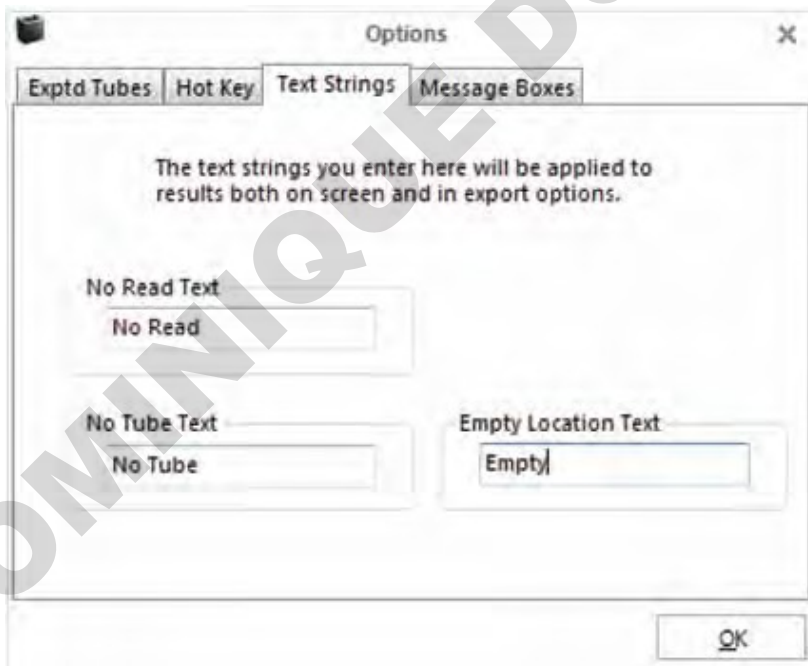 Options
Exptd Tubes Hot Key Text Strings Message Boxes
The text strings you enter here will be applied to
results both on screen and in export options.
No Read Text
No Read
No Tube Text
No Tube
Empty Location Text
Empty
OK
OMINIQUE D